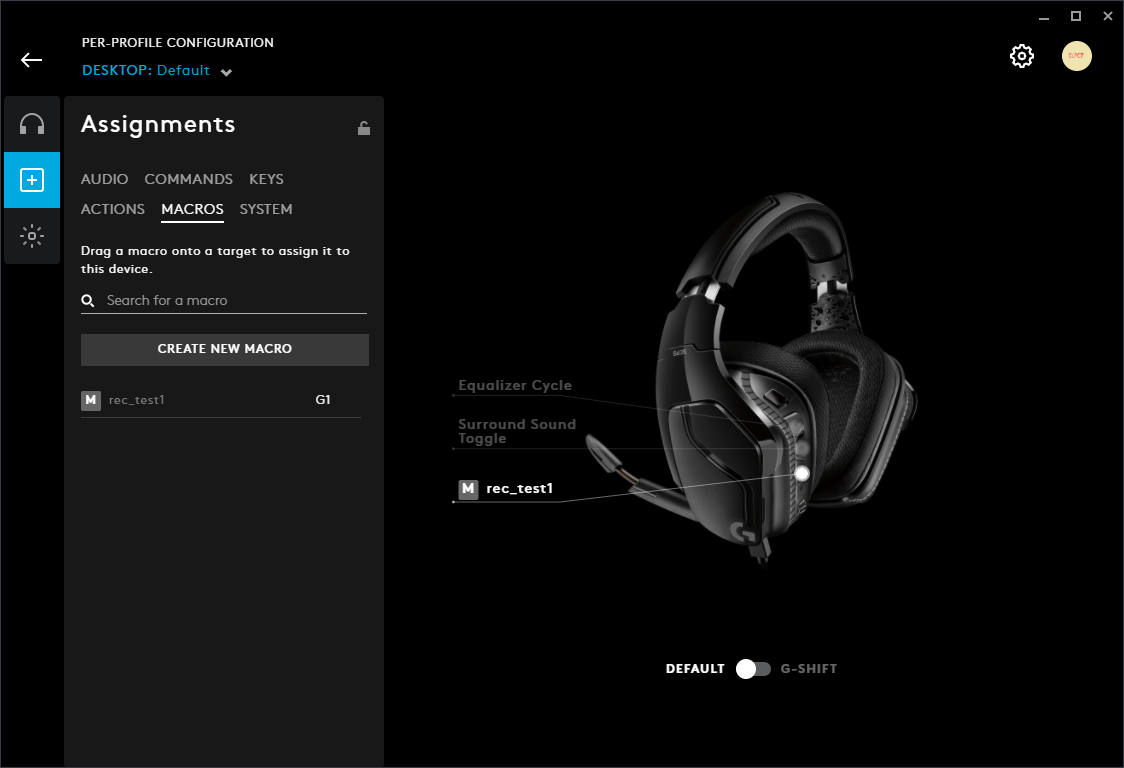 PER-PROFILE CONFIGURATION
DESKTOP: Default
Assignments
AUDIO COMMANDS KEYS
ACTIONS MACROS SYSTEM
Drag a macro onto a target to assign it to
this device.
Search for a macro
CREATE NEW MACRO
M rec_test1 G1
Equalizer Cycle
Surround Sound
Toggle
M rec_test1
DEFAULT G-SHIFT